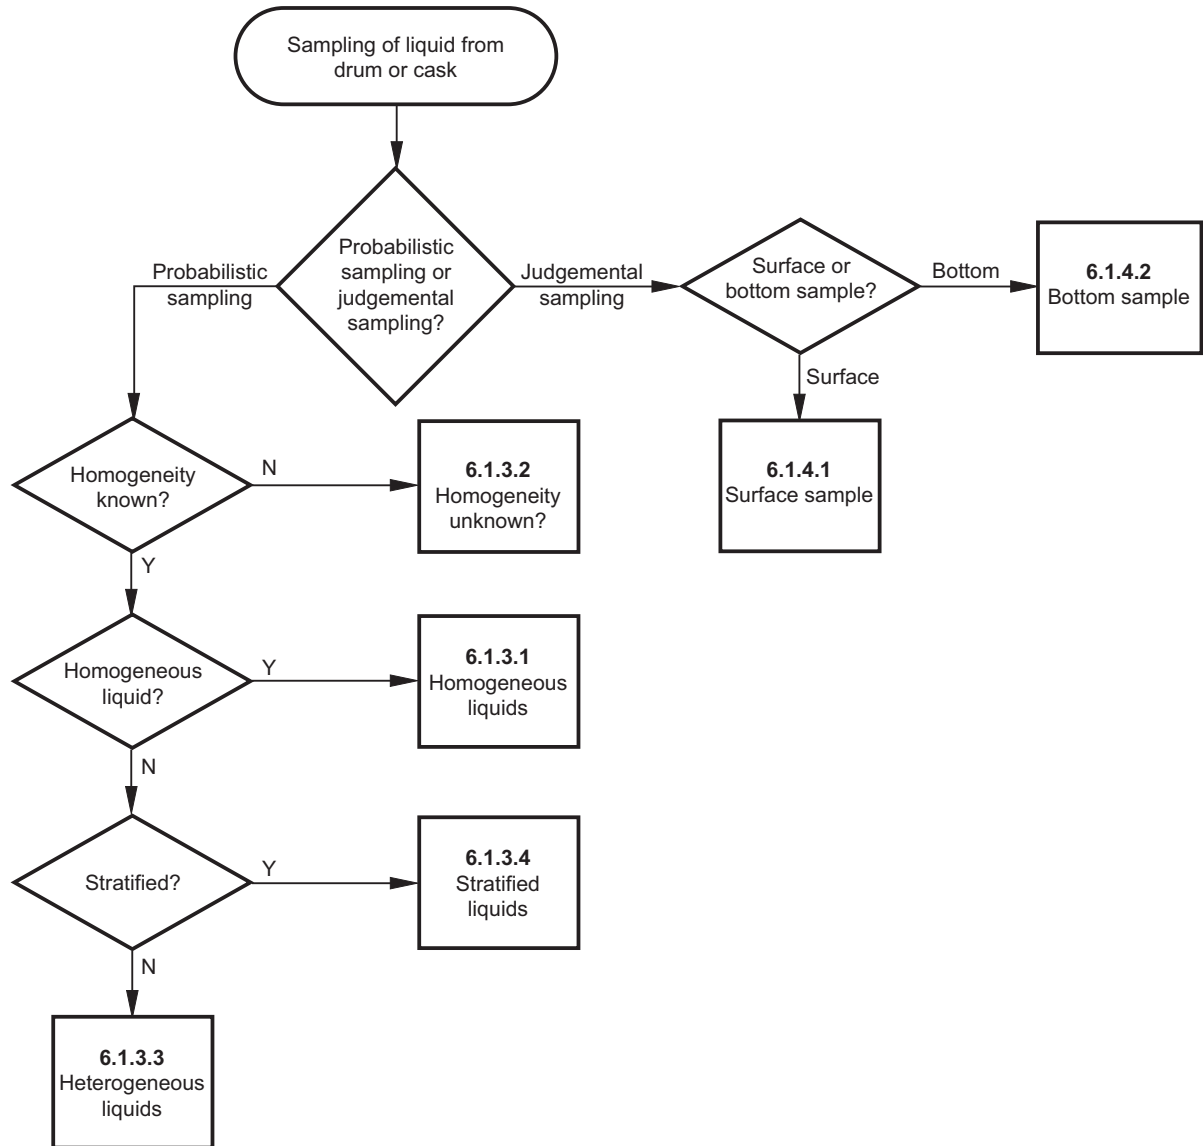 Sampling of liquid from
drum or cask
Probabilistic
sampling or
judgemental
sampling?
Probabilistic
sampling
Judgemental
sampling
Surface or
bottom sample?
Bottom
6.1.4.2
Bottom sample
Surface
6.1.4.1
Surface sample
Homogeneity
known?
N
6.1.3.2
Homogeneity
unknown?
Y
Homogeneous
liquid?
Y
6.1.3.1
Homogeneous
liquids
N
Stratified?
Y
6.1.3.4
Stratified
liquids
N
6.1.3.3
Heterogeneous
liquids